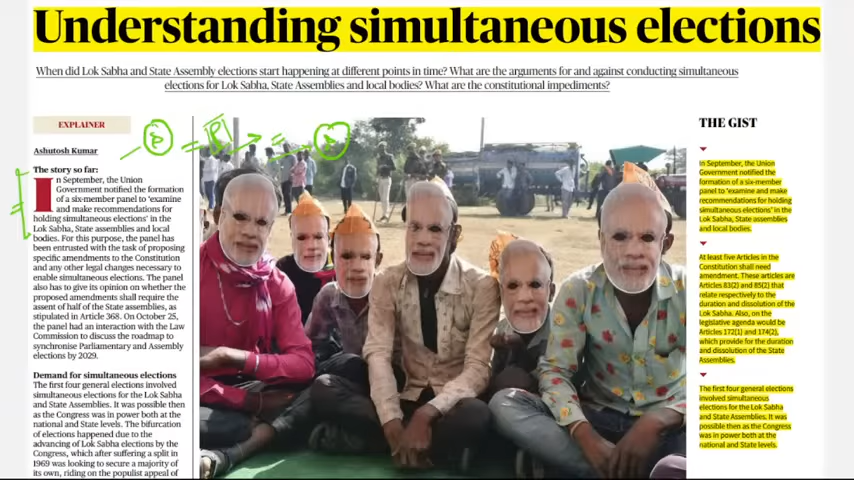 Understanding simultaneous elections
When did Lok Sabha and State Assembly elections start happening at different points in time? What are the arguments for and against conducting simultaneous
elections for Lok Sabha, State Assemblies and local bodies? What are the constitutional impediments?
EXPLAINER
Ashutosh Kumar
The story so far:
In September, the Union
Government notified the formation
of a six-member panel to 'examine
and make recommendations for
holding simultaneous elections' in the
Lok Sabha, State assemblies and local
bodies. For this purpose, the panel has
been entrusted with the task of proposing
specific amendments to the Constitution
and any other legal changes necessary to
enable simultaneous elections. The panel
also has to give its opinion on whether the
proposed amendments shall require the
assent of half of the State assemblies, as
stipulated in Article 368. On October 25,
the panel had an interaction with the Law
Commission to discuss the roadmap to
synchronise Parliamentary and Assembly
elections by 2029.
Demand for simultaneous elections
The first four general elections involved
simultaneous elections for the Lok Sabha
and State Assemblies. It was possible then
as the Congress was in power both at the
national and State levels. The bifurcation
of elections happened due to the
advancing of Lok Sabha elections by the
Congress, which after suffering a split in
1969 was looking to secure a majority of
its own, riding on the populist appeal of
THE GIST
In September, the Union
Government notified the
formation of a six-member
panel to 'examine and make
recommendations for holding
simultaneous elections' in the
Lok Sabha, State assemblies
and local bodies.
At least five Articles in the
Constitution shall need
amendment. These articles are
Articles 83(2) and 85(2) that
relate respectively to the
duration and dissolution of the
Lok Sabha. Also, on the
legislative agenda would be
Articles 172(1) and 174(2),
which provide for the duration
and dissolution of the State
Assemblies.
The first four general elections
involved simultaneous
elections for the Lok Sabha
and State Assemblies. It was
possible then as the Congress
was in power both at the
national and State levels.